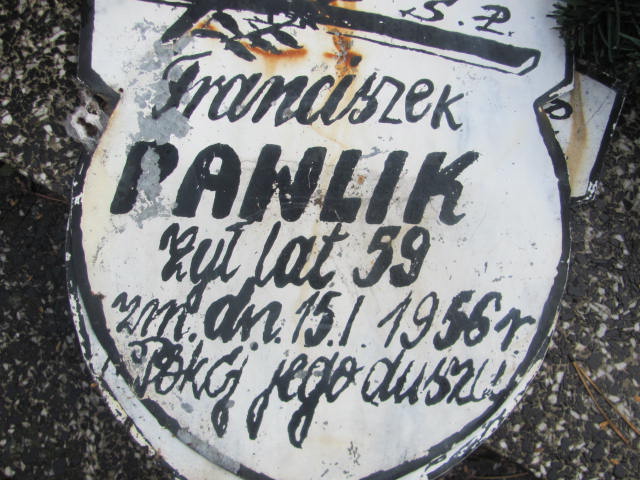 Ś.P.
Franciszek
PAWLIK
żył lat 59
zm. dn. 15.I.1956 r
Pokój jego duszy